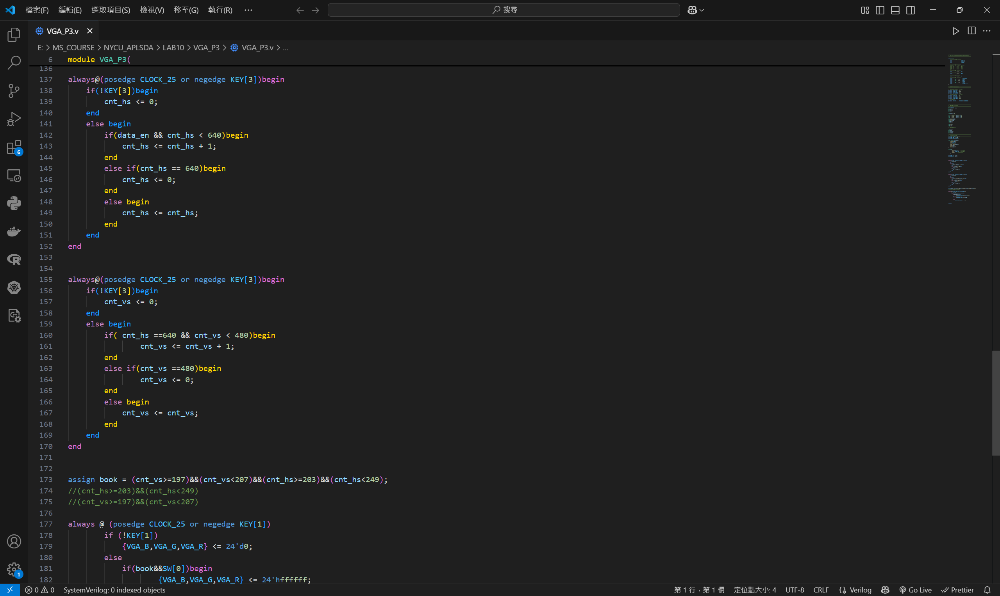 檔案(F) 編輯(E) 選取項目(S) 檢視(V) 移至(G) 執行(R) ··· 搜尋
VGA_P3.v
E: > MS_COURSE > NYCU_APLSDA > LAB10 > VGA_P3 > VGA_P3.v > ...
6 module VGA_P3(
136
137 always@(posedge CLOCK_25 or negedge KEY[3])begin
138 if(!KEY[3])begin
139 cnt_hs <= 0;
140 end
141 else begin
142 if(data_en && cnt_hs < 640)begin
143 cnt_hs <= cnt_hs + 1;
144 end
145 else if(cnt_hs == 640)begin
146 cnt_hs <= 0;
147 end
148 else begin
149 cnt_hs <= cnt_hs;
150 end
151 end
152 end
153
154
155 always@(posedge CLOCK_25 or negedge KEY[3])begin
156 if(!KEY[3])begin
157 cnt_vs <= 0;
158 end
159 else begin
160 if( cnt_hs ==640 && cnt_vs < 480)begin
161 cnt_vs <= cnt_vs + 1;
162 end
163 else if(cnt_vs ==480)begin
164 cnt_vs <= 0;
165 end
166 else begin
167 cnt_vs <= cnt_vs;
168 end
169 end
170 end
171
172
173 assign book = (cnt_vs>=197)&&(cnt_vs<207)&&(cnt_hs>=203)&&(cnt_hs<249);
174 //(cnt_hs>=203)&&(cnt_hs<249)
175 //(cnt_vs>=197)&&(cnt_vs<207)
176
177 always @ (posedge CLOCK_25 or negedge KEY[1])
178 if (!KEY[1])
179 {VGA_B,VGA_G,VGA_R} <= 24'd0;
180 else
181 if(book&&SW[0])begin
182 {VGA_B,VGA_G,VGA_R} <= 24'hffffff;
6
1
0 0 SystemVerilog: 0 indexed objects 第 1 行，第 1 欄 定位點大小: 4 UTF-8 CRLF Verilog Go Live Prettier